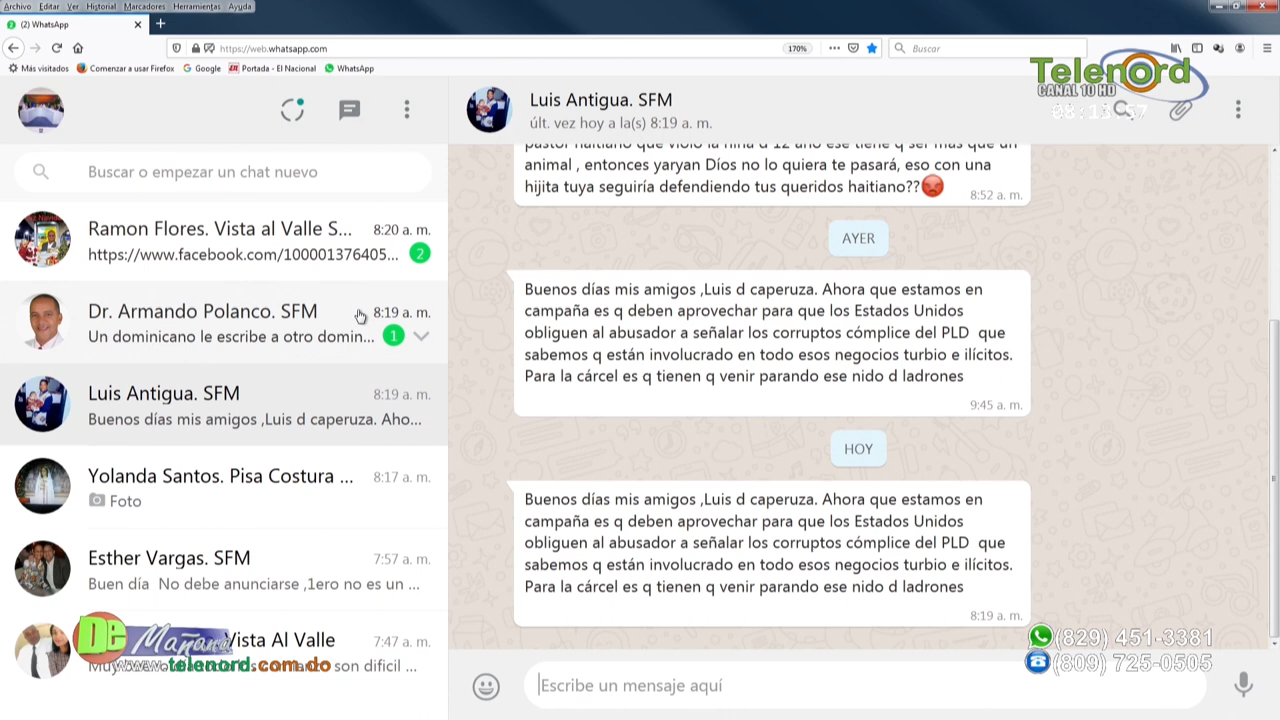 Archivo Editar Ver Historial Marcadores Herramientas Ayuda
(2) WhatsApp
https://web.whatsapp.com
170%
Buscar
Más visitados Comenzar a usar Firefox Google Portada - El Nacional WhatsApp
Telenord
CANAL 10 HD
08:13:57
Buscar o empezar un chat nuevo
Ramon Flores. Vista al Valle S... 8:20 a. m.
https://www.facebook.com/100001376405... 2
Dr. Armando Polanco. SFM 8:19 a. m.
Un dominicano le escribe a otro domin... 1
Luis Antigua. SFM 8:19 a. m.
Buenos días mis amigos ,Luis d caperuza. Aho...
Yolanda Santos. Pisa Costura ... 8:17 a. m.
Foto
Esther Vargas. SFM 7:57 a. m.
Buen día No debe anunciarse ,1ero no es un ...
Vista Al Valle 7:47 a. m.
son dificil ...
De Mañana
www.telenord.com.do
Luis Antigua. SFM
últ. vez hoy a la(s) 8:19 a. m.
pastor haitiano que violo la niña d 12 año ese tiene q ser más que un
animal , entonces yaryan Díos no lo quiera te pasará, eso con una
hijita tuya seguiría defendiendo tus queridos haitiano??😡
8:52 a. m.
AYER
Buenos días mis amigos ,Luis d caperuza. Ahora que estamos en
campaña es q deben aprovechar para que los Estados Unidos
obliguen al abusador a señalar los corruptos cómplice del PLD que
sabemos q están involucrado en todo esos negocios turbio e ilícitos.
Para la cárcel es q tienen q venir parando ese nido d ladrones
9:45 a. m.
HOY
Buenos días mis amigos ,Luis d caperuza. Ahora que estamos en
campaña es q deben aprovechar para que los Estados Unidos
obliguen al abusador a señalar los corruptos cómplice del PLD que
sabemos q están involucrado en todo esos negocios turbio e ilícitos.
Para la cárcel es q tienen q venir parando ese nido d ladrones
8:19 a. m.
(829) 451-3381
(809) 725-0505
Escribe un mensaje aquí